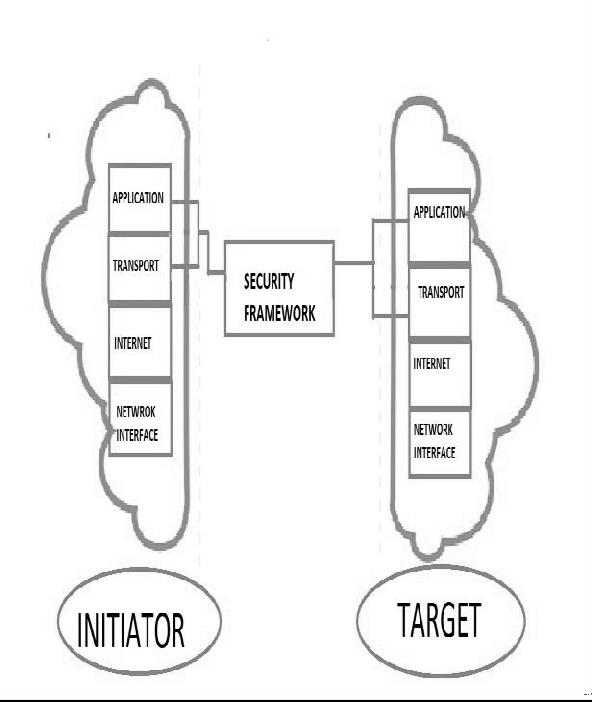 APPLICATION
TRANSPORT
INTERNET
NETWROK
INTERFACE
SECURITY
FRAMEWORK
APPLICATION
TRANSPORT
INTERNET
NETWORK
INTERFACE
INITIATOR
TARGET